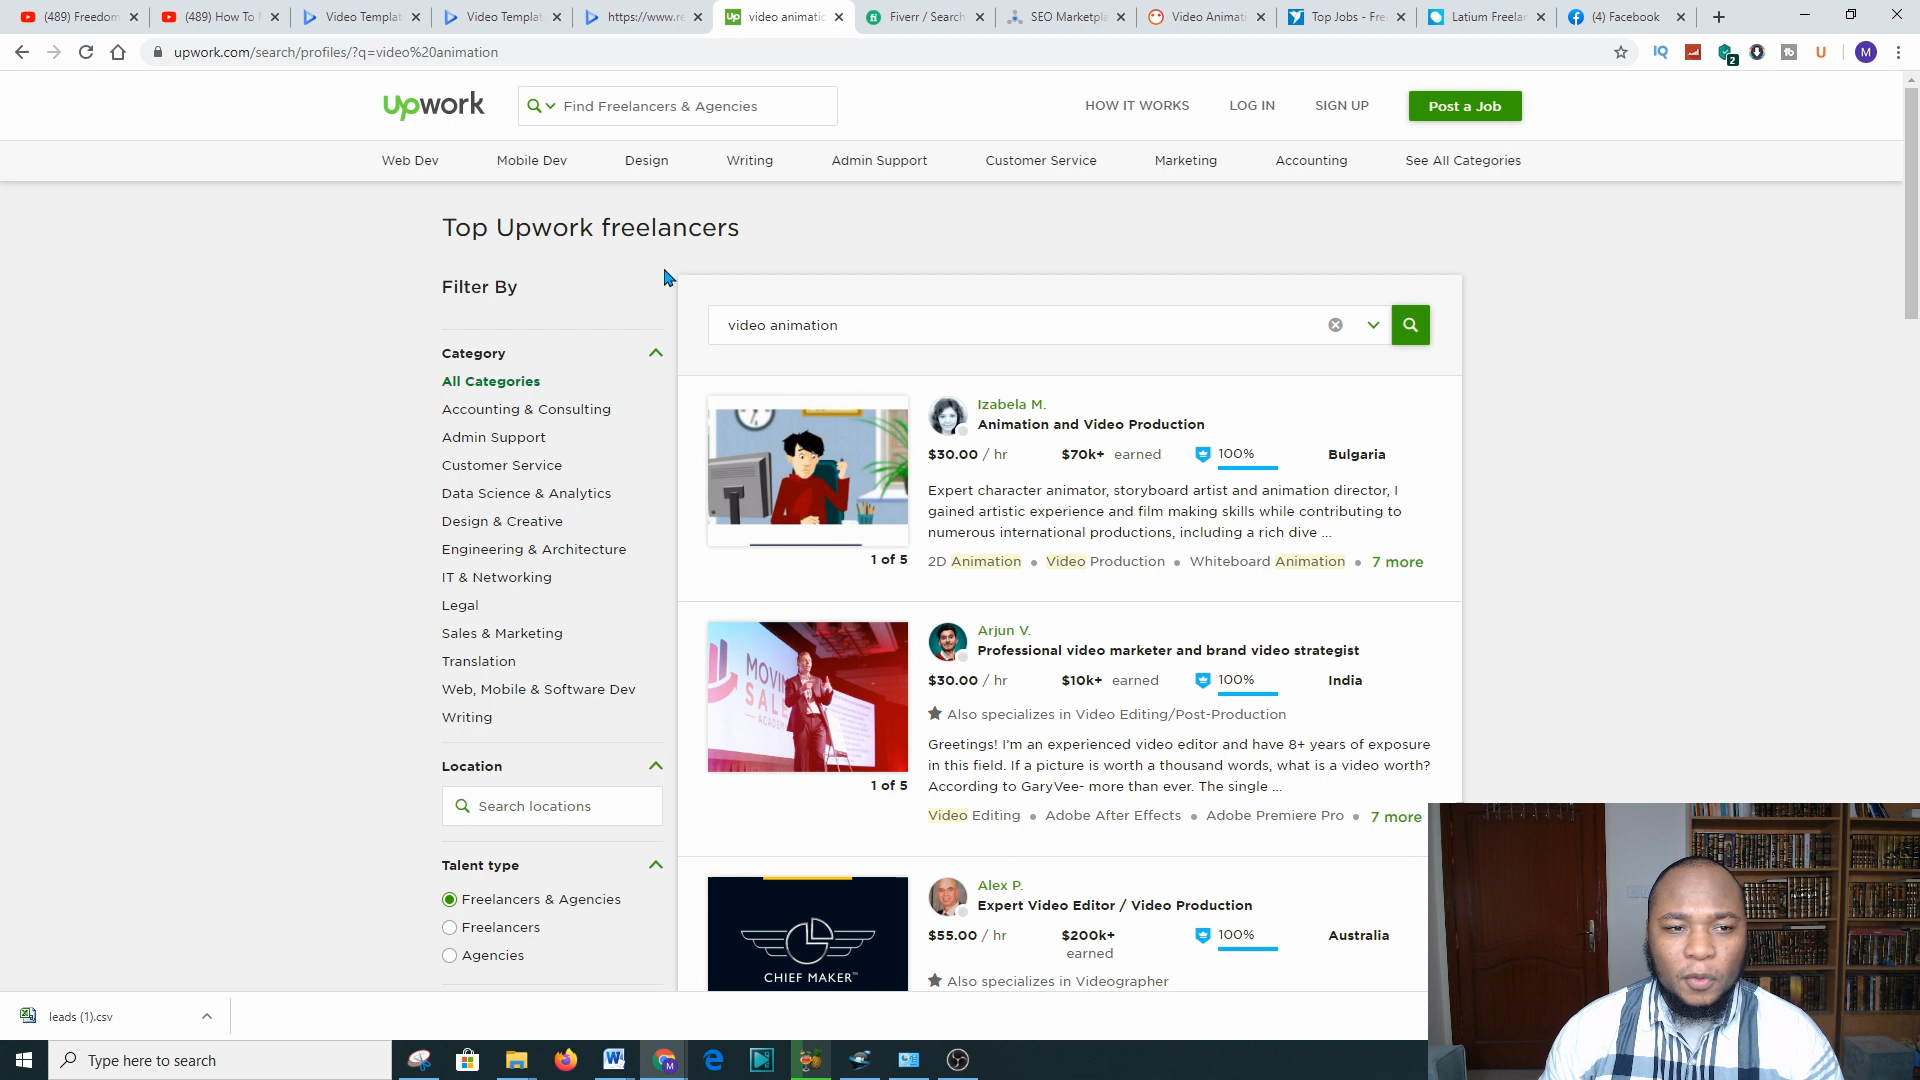 (489) Freedom
(489) How To
Video Templat
Video Templat
https://www.re
video animatic
Fiverr / Search
SEO Marketpla
Video Animati
Top Jobs - Fre
Latium Freelan
(4) Facebook
upwork.com/search/profiles/?q=video%20animation
IQ
2
tb
U
M
upwork
Find Freelancers & Agencies
HOW IT WORKS
LOG IN
SIGN UP
Post a Job
Web Dev
Mobile Dev
Design
Writing
Admin Support
Customer Service
Marketing
Accounting
See All Categories
Top Upwork freelancers
Filter By
Category
All Categories
Accounting & Consulting
Admin Support
Customer Service
Data Science & Analytics
Design & Creative
Engineering & Architecture
IT & Networking
Legal
Sales & Marketing
Translation
Web, Mobile & Software Dev
Writing
Location
Search locations
Talent type
Freelancers & Agencies
Freelancers
Agencies
video animation
Izabela M.
Animation and Video Production
$30.00 / hr
$70k+ earned
100%
Bulgaria
Expert character animator, storyboard artist and animation director, I
gained artistic experience and film making skills while contributing to
numerous international productions, including a rich dive ...
1 of 5
2D Animation • Video Production • Whiteboard Animation • 7 more
MOVIN
SALE
ACADEM
Arjun V.
Professional video marketer and brand video strategist
$30.00 / hr
$10k+ earned
100%
India
Also specializes in Video Editing/Post-Production
Greetings! I'm an experienced video editor and have 8+ years of exposure
in this field. If a picture is worth a thousand words, what is a video worth?
According to GaryVee- more than ever. The single ...
1 of 5
Video Editing • Adobe After Effects • Adobe Premiere Pro • 7 more
CHIEF MAKER™
Alex P.
Expert Video Editor / Video Production
$55.00 / hr
$200k+
earned
100%
Australia
Also specializes in Videographer
leads (1).csv
Type here to search